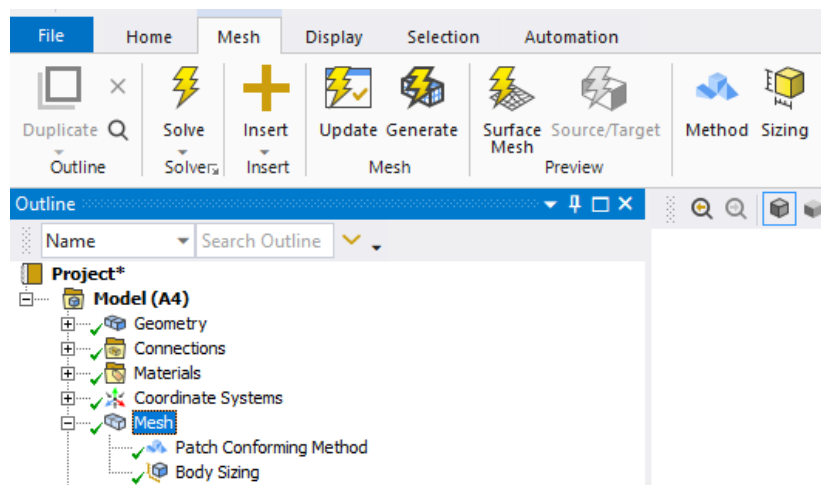 File Home Mesh Display Selection Automation
Duplicate Solve Insert Update Generate Surface Mesh Source/Target Method Sizing
Outline Solver Insert Mesh Preview
Outline
Name Search Outline
Project*
Model (A4)
Geometry
Connections
Materials
Coordinate Systems
Mesh
Patch Conforming Method
Body Sizing